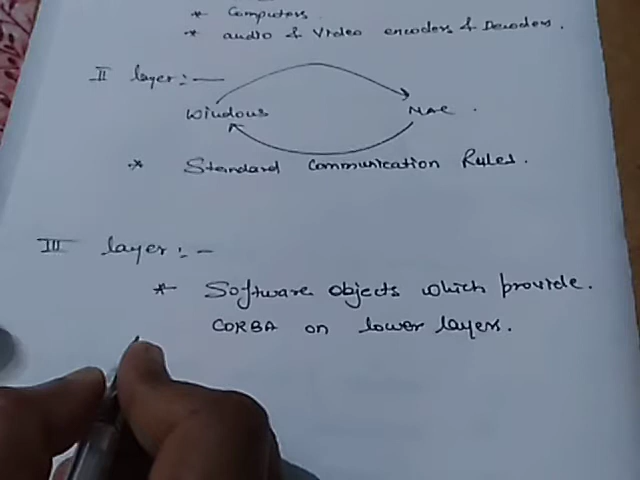 * Computers
* audio & Video encoders & Decoders.
II layer:-
Windows MAC.
* Standard Communication Rules.
III layer:-
* Software objects which provide.
CORBA on lower layers.